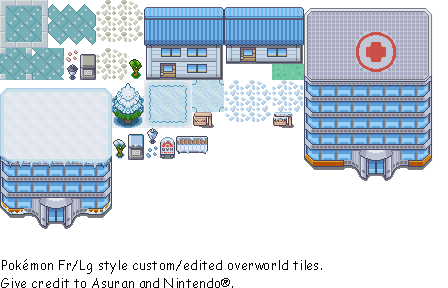 Pokémon Fr/Lg style custom/edited overworld tiles.
Give credit to Asuran and Nintendo®.